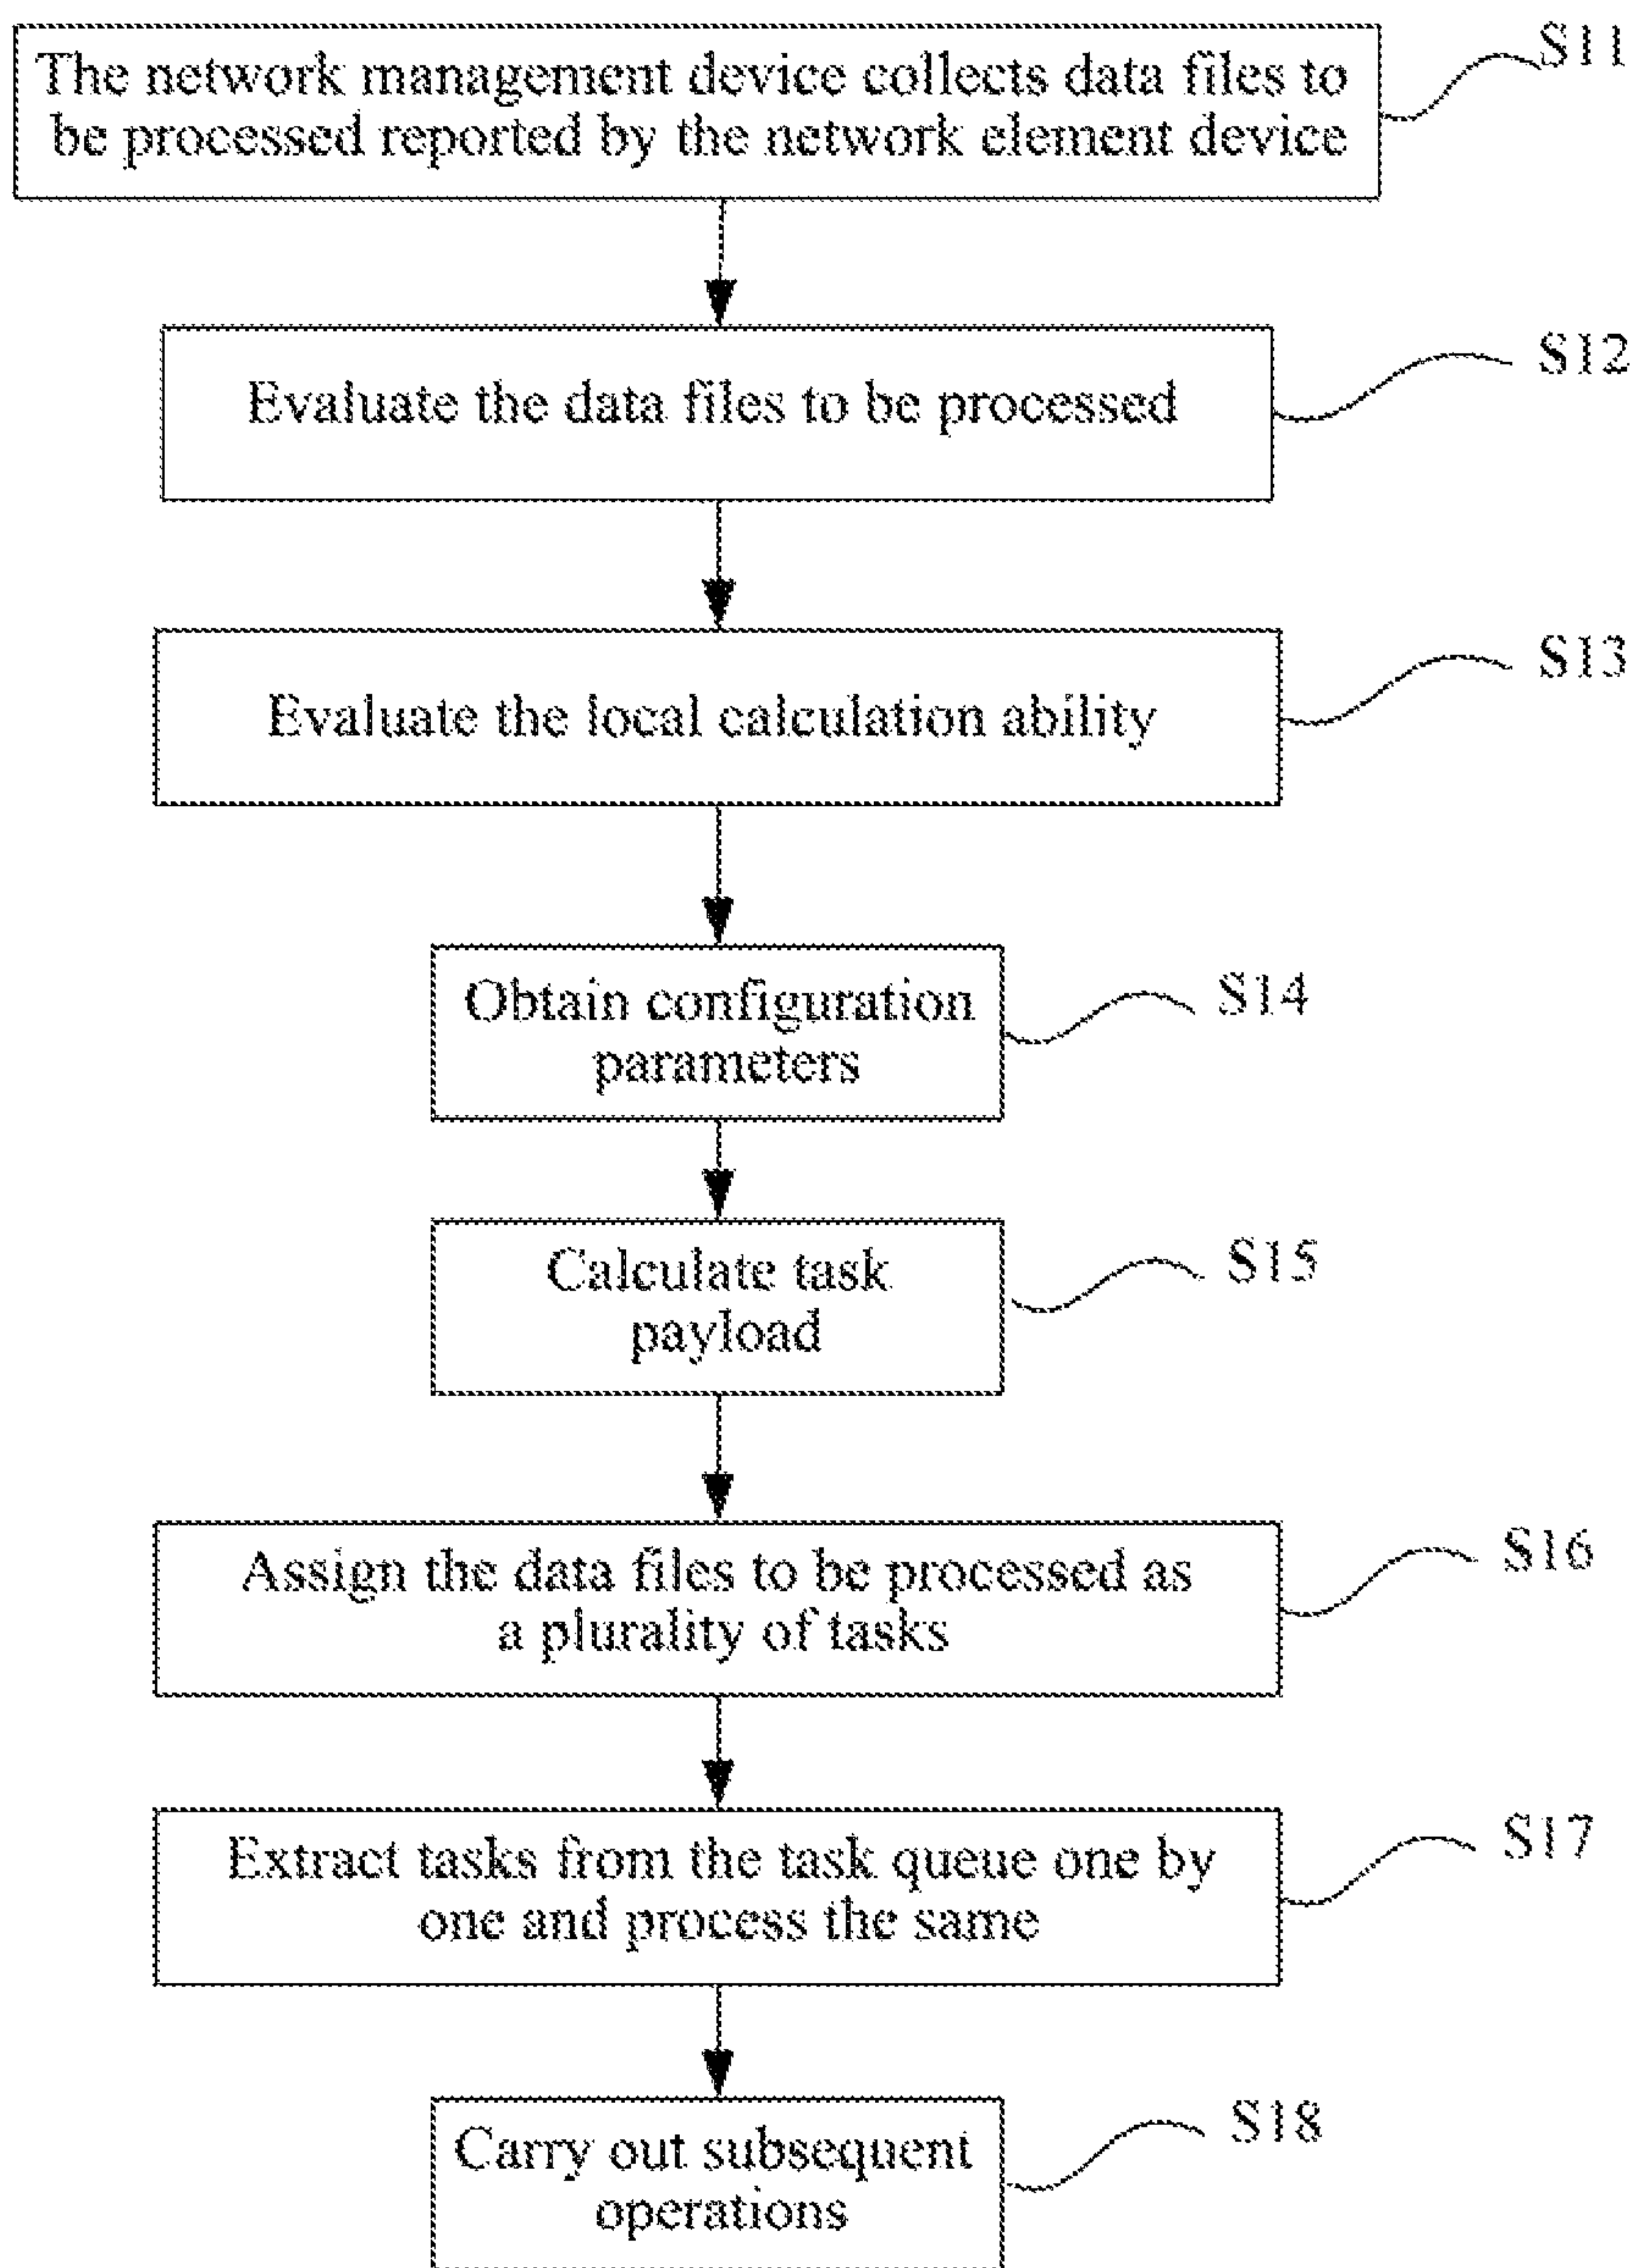 S11
The network management device collects data files to
be processed reported by the network element device
S12
Evaluate the data files to be processed
S13
Evaluate the local calculation ability
S14
Obtain configuration
parameters
S15
Calculate task
payload
S16
Assign the data files to be processed as
a plurality of tasks
S17
Extract tasks from the task queue one by
one and process the same
S18
Carry out subsequent
operations